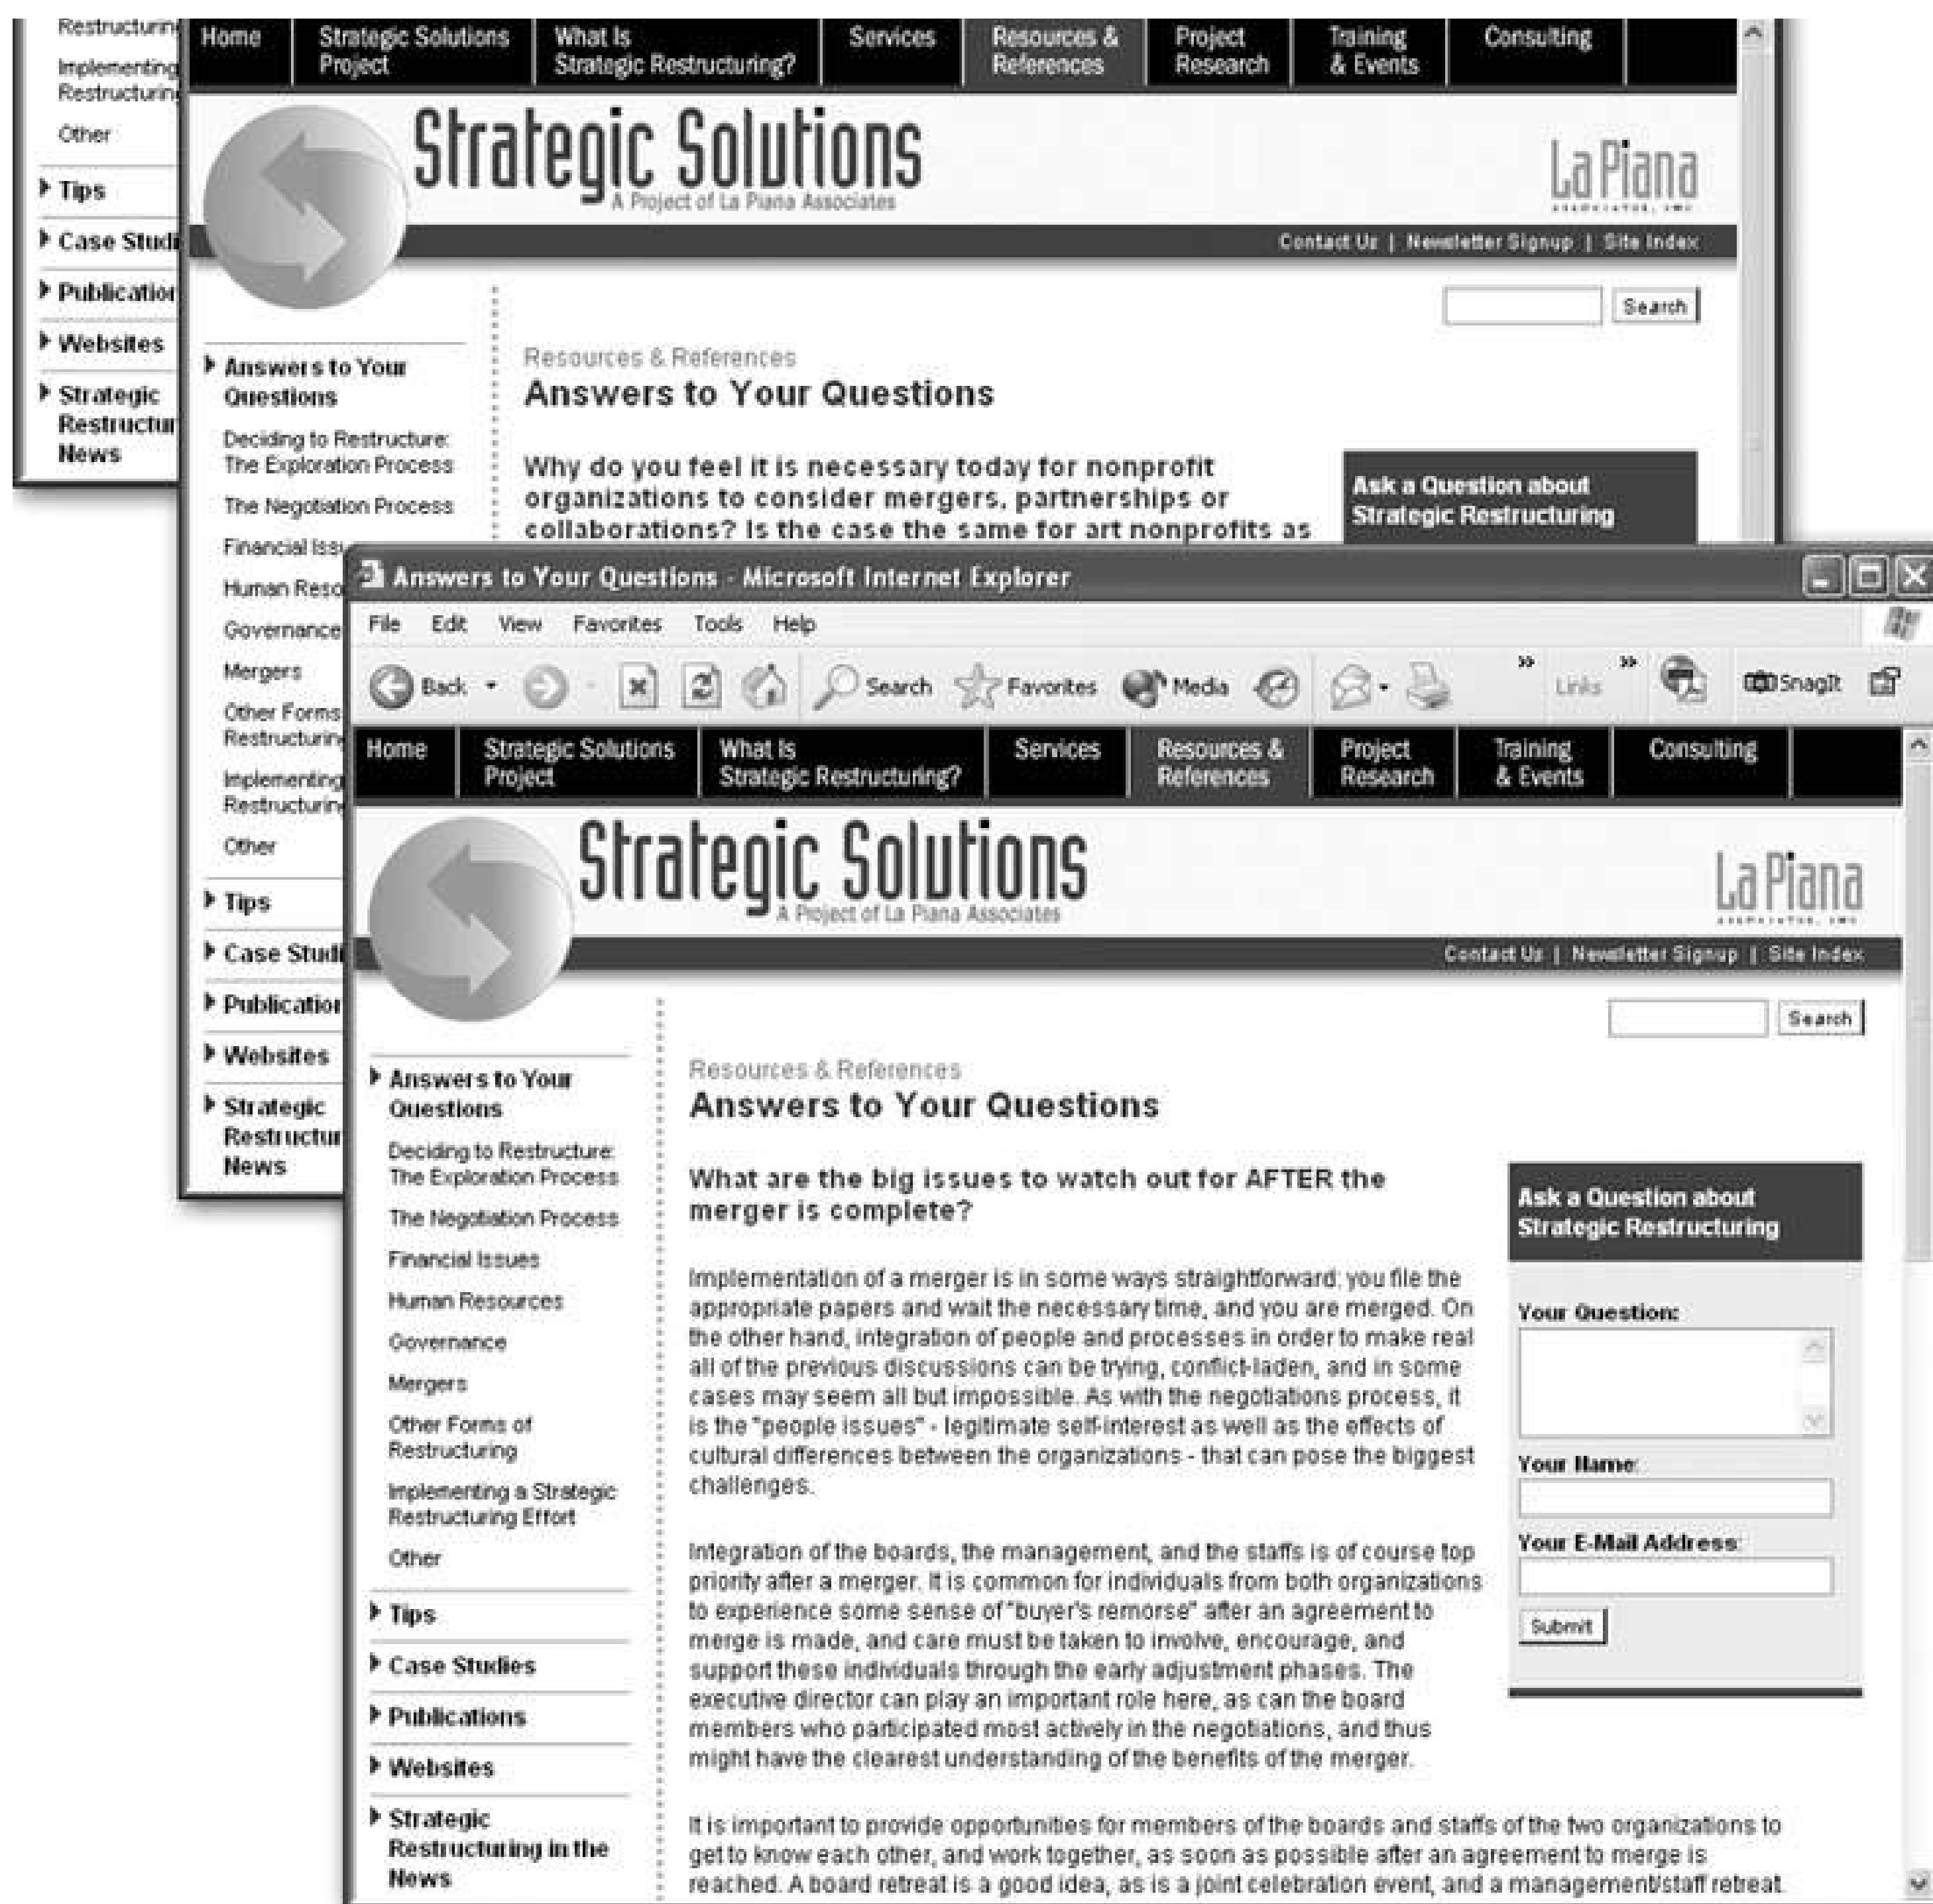 Restructuring
Implementing
Restructuring
Other
Tips
Case Studi
Publication
Websites
Strategic
Restructur
News
Home
Strategic Solutions
Project
What Is
Strategic Restructuring?
Services
Resources &
References
Project
Research
Training
& Events
Consulting
Strategic Solutions
A Project of La Piana Associates
La Piana
ASSOCIATES, INC.
Contact Us | Newsletter Signup | Site Index
Search
Answers to Your
Questions
Deciding to Restructure:
The Exploration Process
The Negotiation Process
Financial Issu
Human Reso
Governance
Mergers
Other Forms
Restructuring
Implementing
Restructuring
Other
Tips
Case Studi
Publication
Websites
Strategic
Restructur
News
Resources & References
Answers to Your Questions
Why do you feel it is necessary today for nonprofit
organizations to consider mergers, partnerships or
collaborations? Is the case the same for art nonprofits as
Ask a Question about
Strategic Restructuring
Answers to Your Questions - Microsoft Internet Explorer
File Edit View Favorites Tools Help
Back Search Favorites Media » Links » SnagIt
Home
Strategic Solutions
Project
What Is
Strategic Restructuring?
Services
Resources &
References
Project
Research
Training
& Events
Consulting
Strategic Solutions
A Project of La Piana Associates
La Piana
ASSOCIATES, INC.
Contact Us | Newsletter Signup | Site Index
Search
Answers to Your
Questions
Deciding to Restructure:
The Exploration Process
The Negotiation Process
Financial Issues
Human Resources
Governance
Mergers
Other Forms of
Restructuring
Implementing a Strategic
Restructuring Effort
Other
Tips
Case Studies
Publications
Websites
Strategic
Restructuring in the
News
Resources & References
Answers to Your Questions
What are the big issues to watch out for AFTER the
merger is complete?
Implementation of a merger is in some ways straightforward: you file the
appropriate papers and wait the necessary time, and you are merged. On
the other hand, integration of people and processes in order to make real
all of the previous discussions can be trying, conflict-laden, and in some
cases may seem all but impossible. As with the negotiations process, it
is the "people issues" - legitimate self-interest as well as the effects of
cultural differences between the organizations - that can pose the biggest
challenges.
Integration of the boards, the management, and the staffs is of course top
priority after a merger. It is common for individuals from both organizations
to experience some sense of "buyer's remorse" after an agreement to
merge is made, and care must be taken to involve, encourage, and
support these individuals through the early adjustment phases. The
executive director can play an important role here, as can the board
members who participated most actively in the negotiations, and thus
might have the clearest understanding of the benefits of the merger.
It is important to provide opportunities for members of the boards and staffs of the two organizations to
get to know each other, and work together, as soon as possible after an agreement to merge is
reached. A board retreat is a good idea, as is a joint celebration event, and a management/staff retreat.
Ask a Question about
Strategic Restructuring
Your Question:
Your Name:
Your E-Mail Address:
Submit